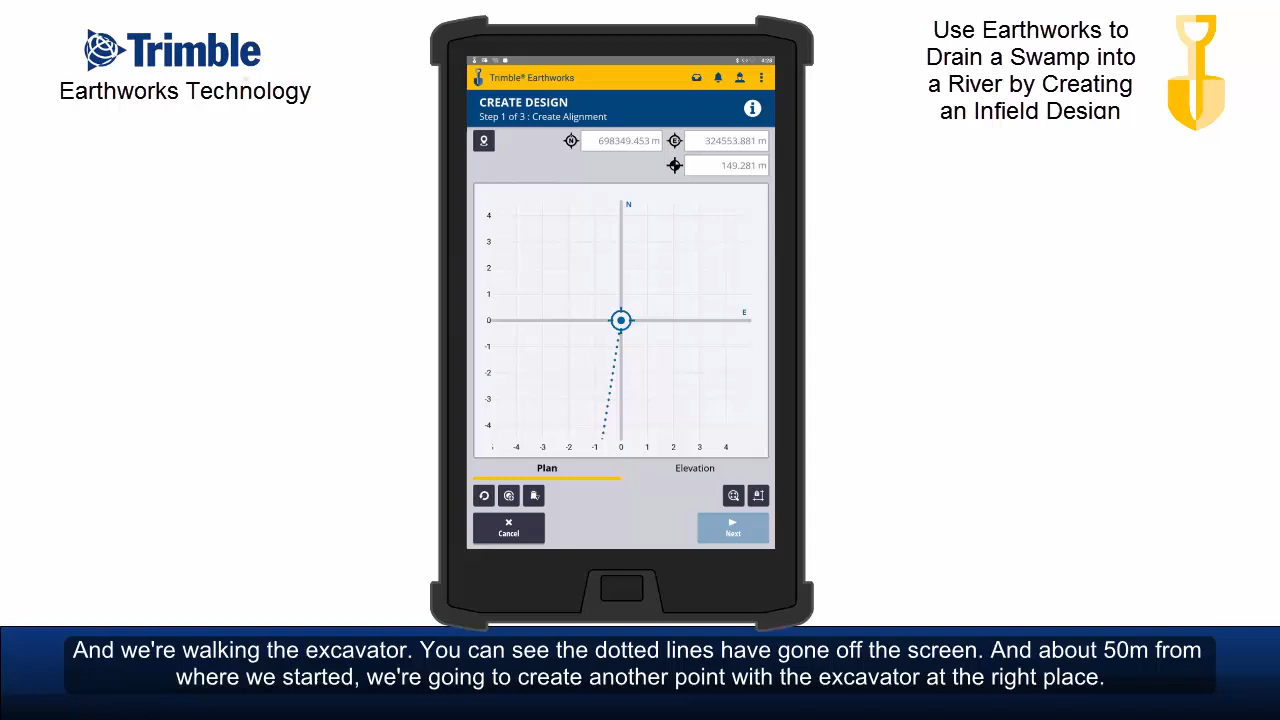 Trimble
Earthworks Technology
Use Earthworks to
Drain a Swamp into
a River by Creating
an Infield Design
4:28
Trimble® Earthworks
CREATE DESIGN
Step 1 of 3 : Create Alignment
N
698349.453 m
E
324553.881 m
149.281 m
N
4
3
2
1
E
0
-1
-2
-3
-4
-4 -3 -2 -1 0 1 2 3 4
Plan
Elevation
Cancel
Next
And we're walking the excavator. You can see the dotted lines have gone off the screen. And about 50m from
where we started, we're going to create another point with the excavator at the right place.